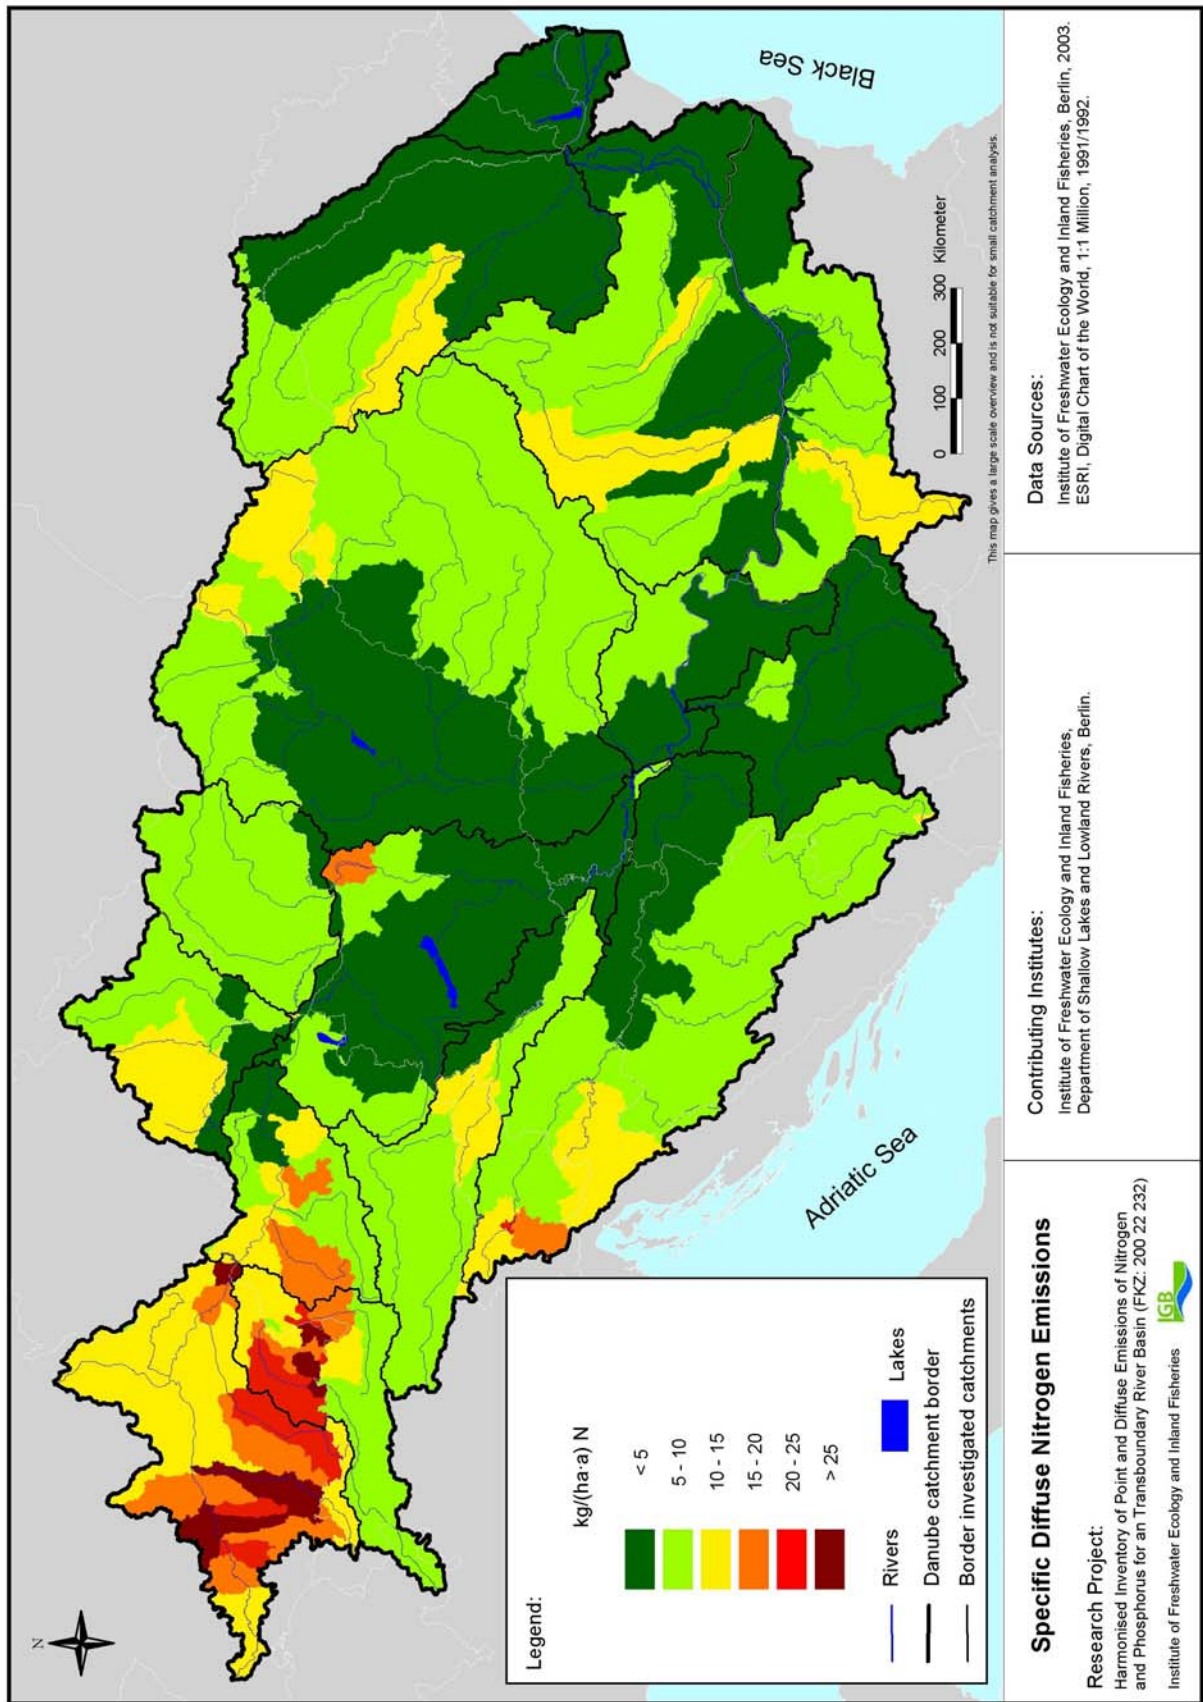 N
Black Sea
Adriatic Sea
0 100 200 300 Kilometer
This map gives a large scale overview and is not suitable for small catchment analysis.
Legend:
kg/(ha·a) N
< 5
5 - 10
10 - 15
15 - 20
20 - 25
> 25
Rivers
Lakes
Danube catchment border
Border investigated catchments
Specific Diffuse Nitrogen Emissions
Research Project:
Harmonised Inventory of Point and Diffuse Emissions of Nitrogen
and Phosphorus for an Transboundary River Basin (FKZ: 200 22 232)
Institute of Freshwater Ecology and Inland Fisheries
IGB
Contributing Institutes:
Institute of Freshwater Ecology and Inland Fisheries,
Department of Shallow Lakes and Lowland Rivers, Berlin.
Data Sources:
Institute of Freshwater Ecology and Inland Fisheries, Berlin, 2003.
ESRI, Digital Chart of the World, 1:1 Million, 1991/1992.